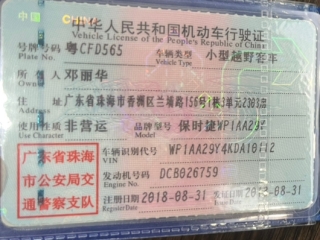 中华人民共和国机动车行驶证
Vehicle License of the People's Republic of China
号牌号码 粤CFD565 车辆类型 小型越野客车
Plate No. Vehicle Type
所有人 邓丽华
Owner
住址 广东省珠海市香洲区兰埔路156号1栋3单元2303房
Address
使用性质 非营运 品牌型号 保时捷WP1AA29Y
Use Character Model
广东省珠海市公安局交通警察支队
车辆识别代号 WP1AA29Y4KDA10112
VIN
发动机号码 DCB026759
Engine No.
注册日期 2018-08-31 发证日期 2018-08-31
Register Date Issue Date